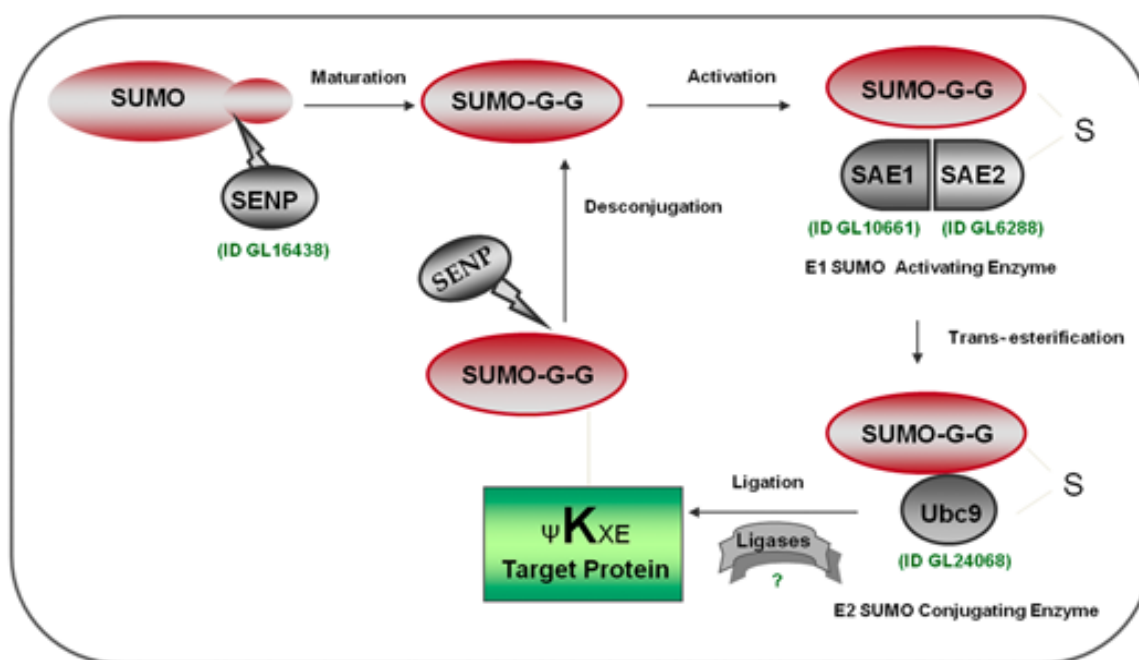 SUMO
Maturation
SUMO-G-G
Activation
SUMO-G-G
S
SENP
(ID GL16438)
SAE1
SAE2
(ID GL10661)
(ID GL6288)
E1 SUMO Activating Enzyme
Desconjugation
SENP
SUMO-G-G
Trans-esterification
SUMO-G-G
S
Ubc9
(ID GL24068)
E2 SUMO Conjugating Enzyme
Ligation
Ligases
?
ΨKXE
Target Protein